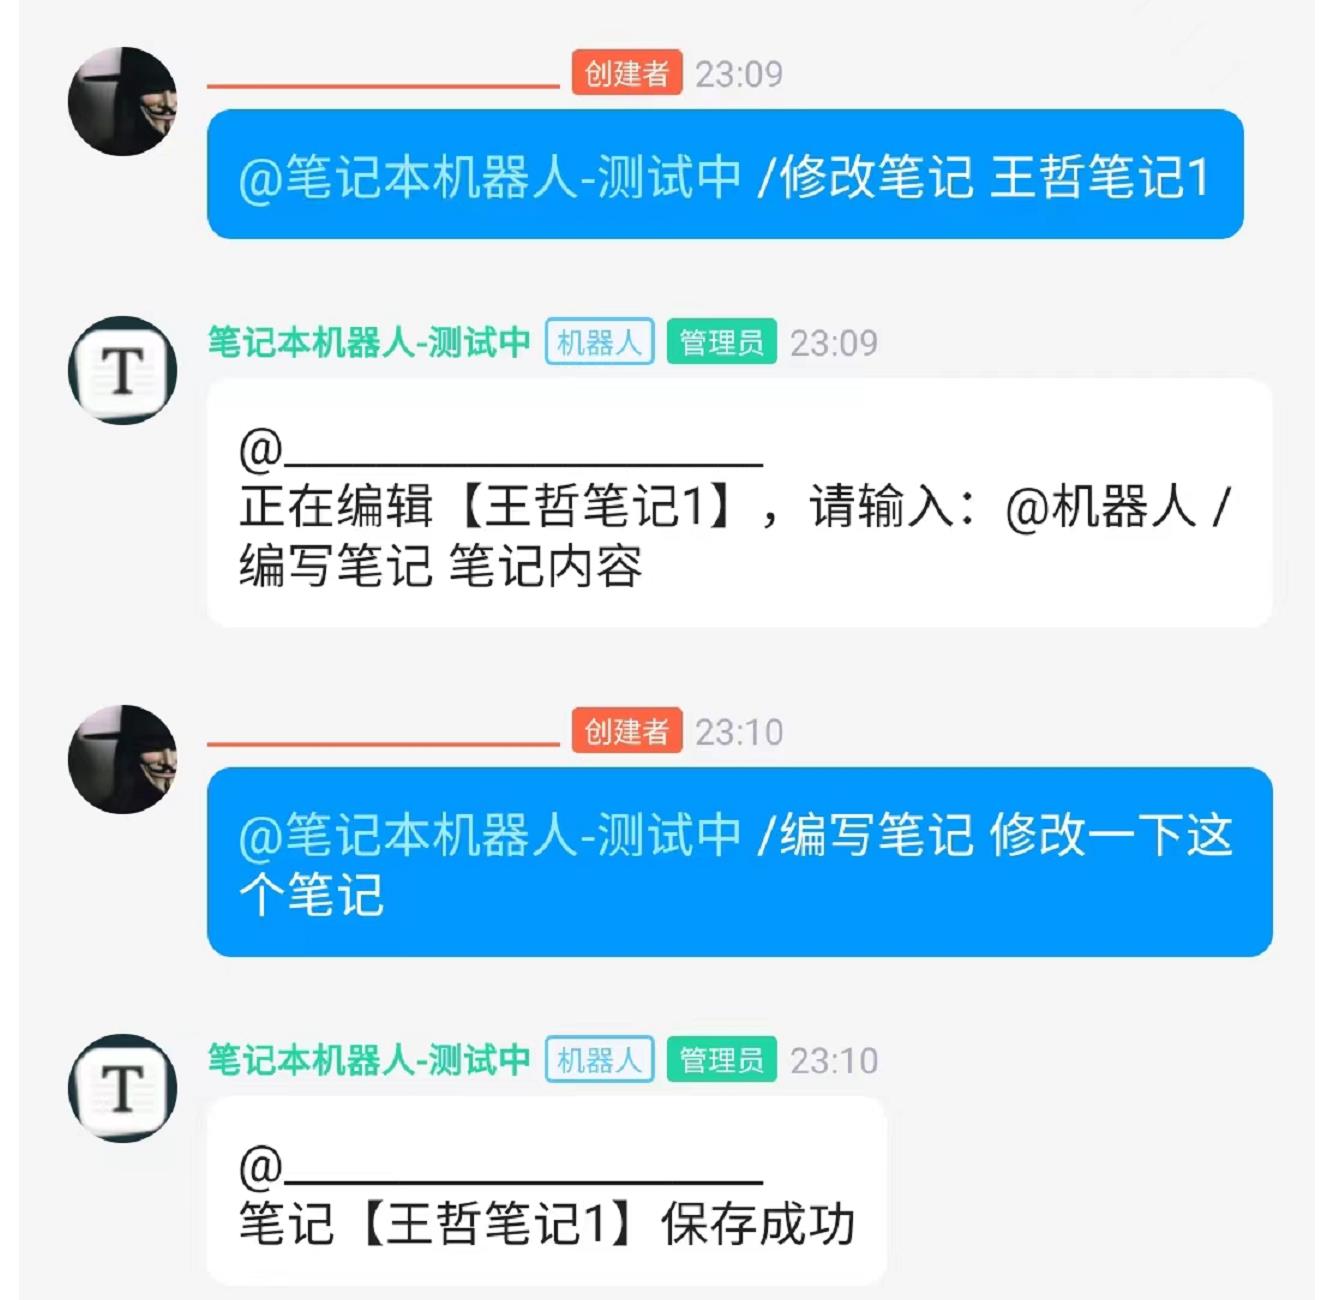 创建者 23:09
@笔记本机器人-测试中 /修改笔记 王哲笔记1
T
笔记本机器人-测试中 机器人 管理员 23:09
@____________________
正在编辑【王哲笔记1】，请输入：@机器人 /
编写笔记 笔记内容
创建者 23:10
@笔记本机器人-测试中 /编写笔记 修改一下这
个笔记
T
笔记本机器人-测试中 机器人 管理员 23:10
@____________________
笔记【王哲笔记1】保存成功